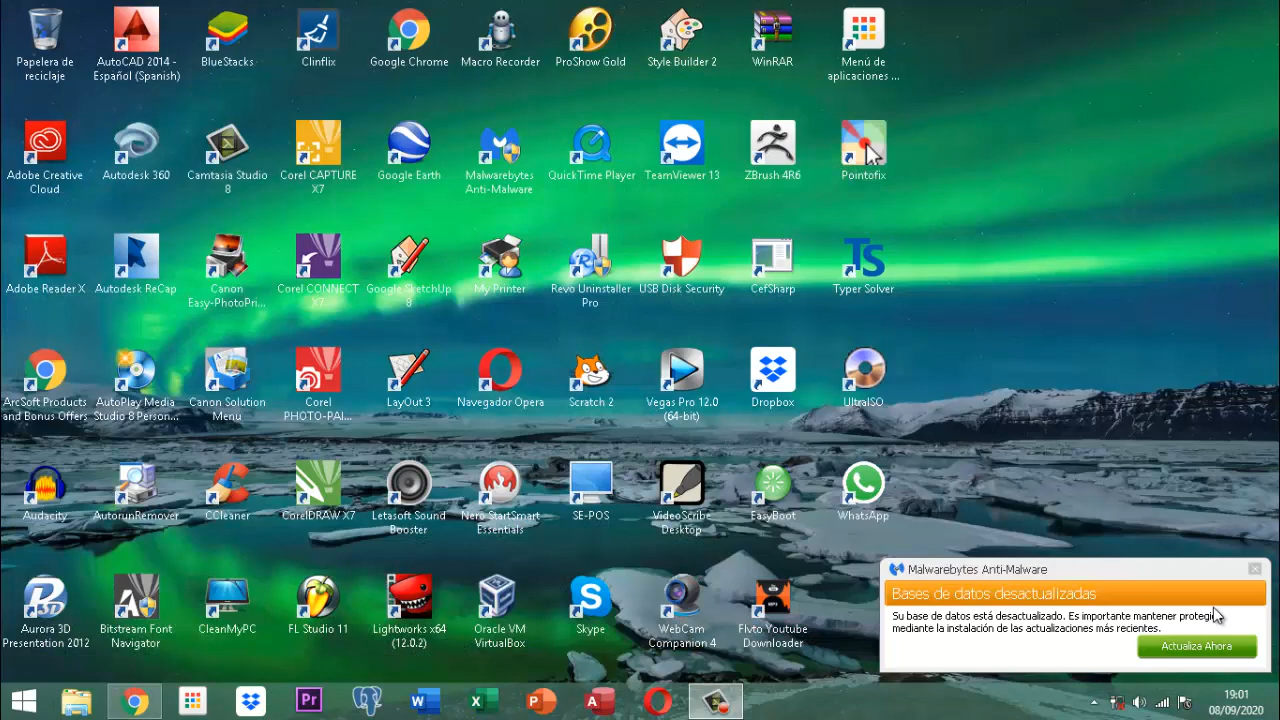 Papelera de
reciclaje
AutoCAD 2014 -
Español (Spanish)
BlueStacks
Clinflix
Google Chrome
Macro Recorder
ProShow Gold
Style Builder 2
WinRAR
Menú de
aplicaciones ...
Adobe Creative
Cloud
Autodesk 360
Camtasia Studio
8
Corel CAPTURE
X7
Google Earth
Malwarebytes
Anti-Malware
QuickTime Player
TeamViewer 13
ZBrush 4R6
Pointofix
Adobe Reader X
Autodesk ReCap
Canon
Easy-PhotoPri...
Corel CONNECT
X7
Google SketchUp
8
My Printer
Revo Uninstaller
Pro
USB Disk Security
CefSharp
TS
Typer Solver
ArcSoft Products
and Bonus Offers
AutoPlay Media
Studio 8 Person...
Canon Solution
Menu
Corel
PHOTO-PAI...
LayOut 3
Navegador Opera
Scratch 2
Vegas Pro 12.0
(64-bit)
Dropbox
UltraISO
Audacity
AutorunRemover
CCleaner
CorelDRAW X7
Letasoft Sound
Booster
Nero StartSmart
Essentials
SE-POS
VideoScribe
Desktop
EasyBoot
WhatsApp
Aurora 3D
Presentation 2012
Bitstream Font
Navigator
CleanMyPC
FL Studio 11
Lightworks x64
(12.0.2)
Oracle VM
VirtualBox
Skype
WebCam
Companion 4
Flvto Youtube
Downloader
Malwarebytes Anti-Malware
Bases de datos desactualizadas
Su base de datos está desactualizado. Es importante mantener
mediante la instalación de las actualizaciones más recientes.
Actualiza Ahora
Pr
19:01
08/09/2020